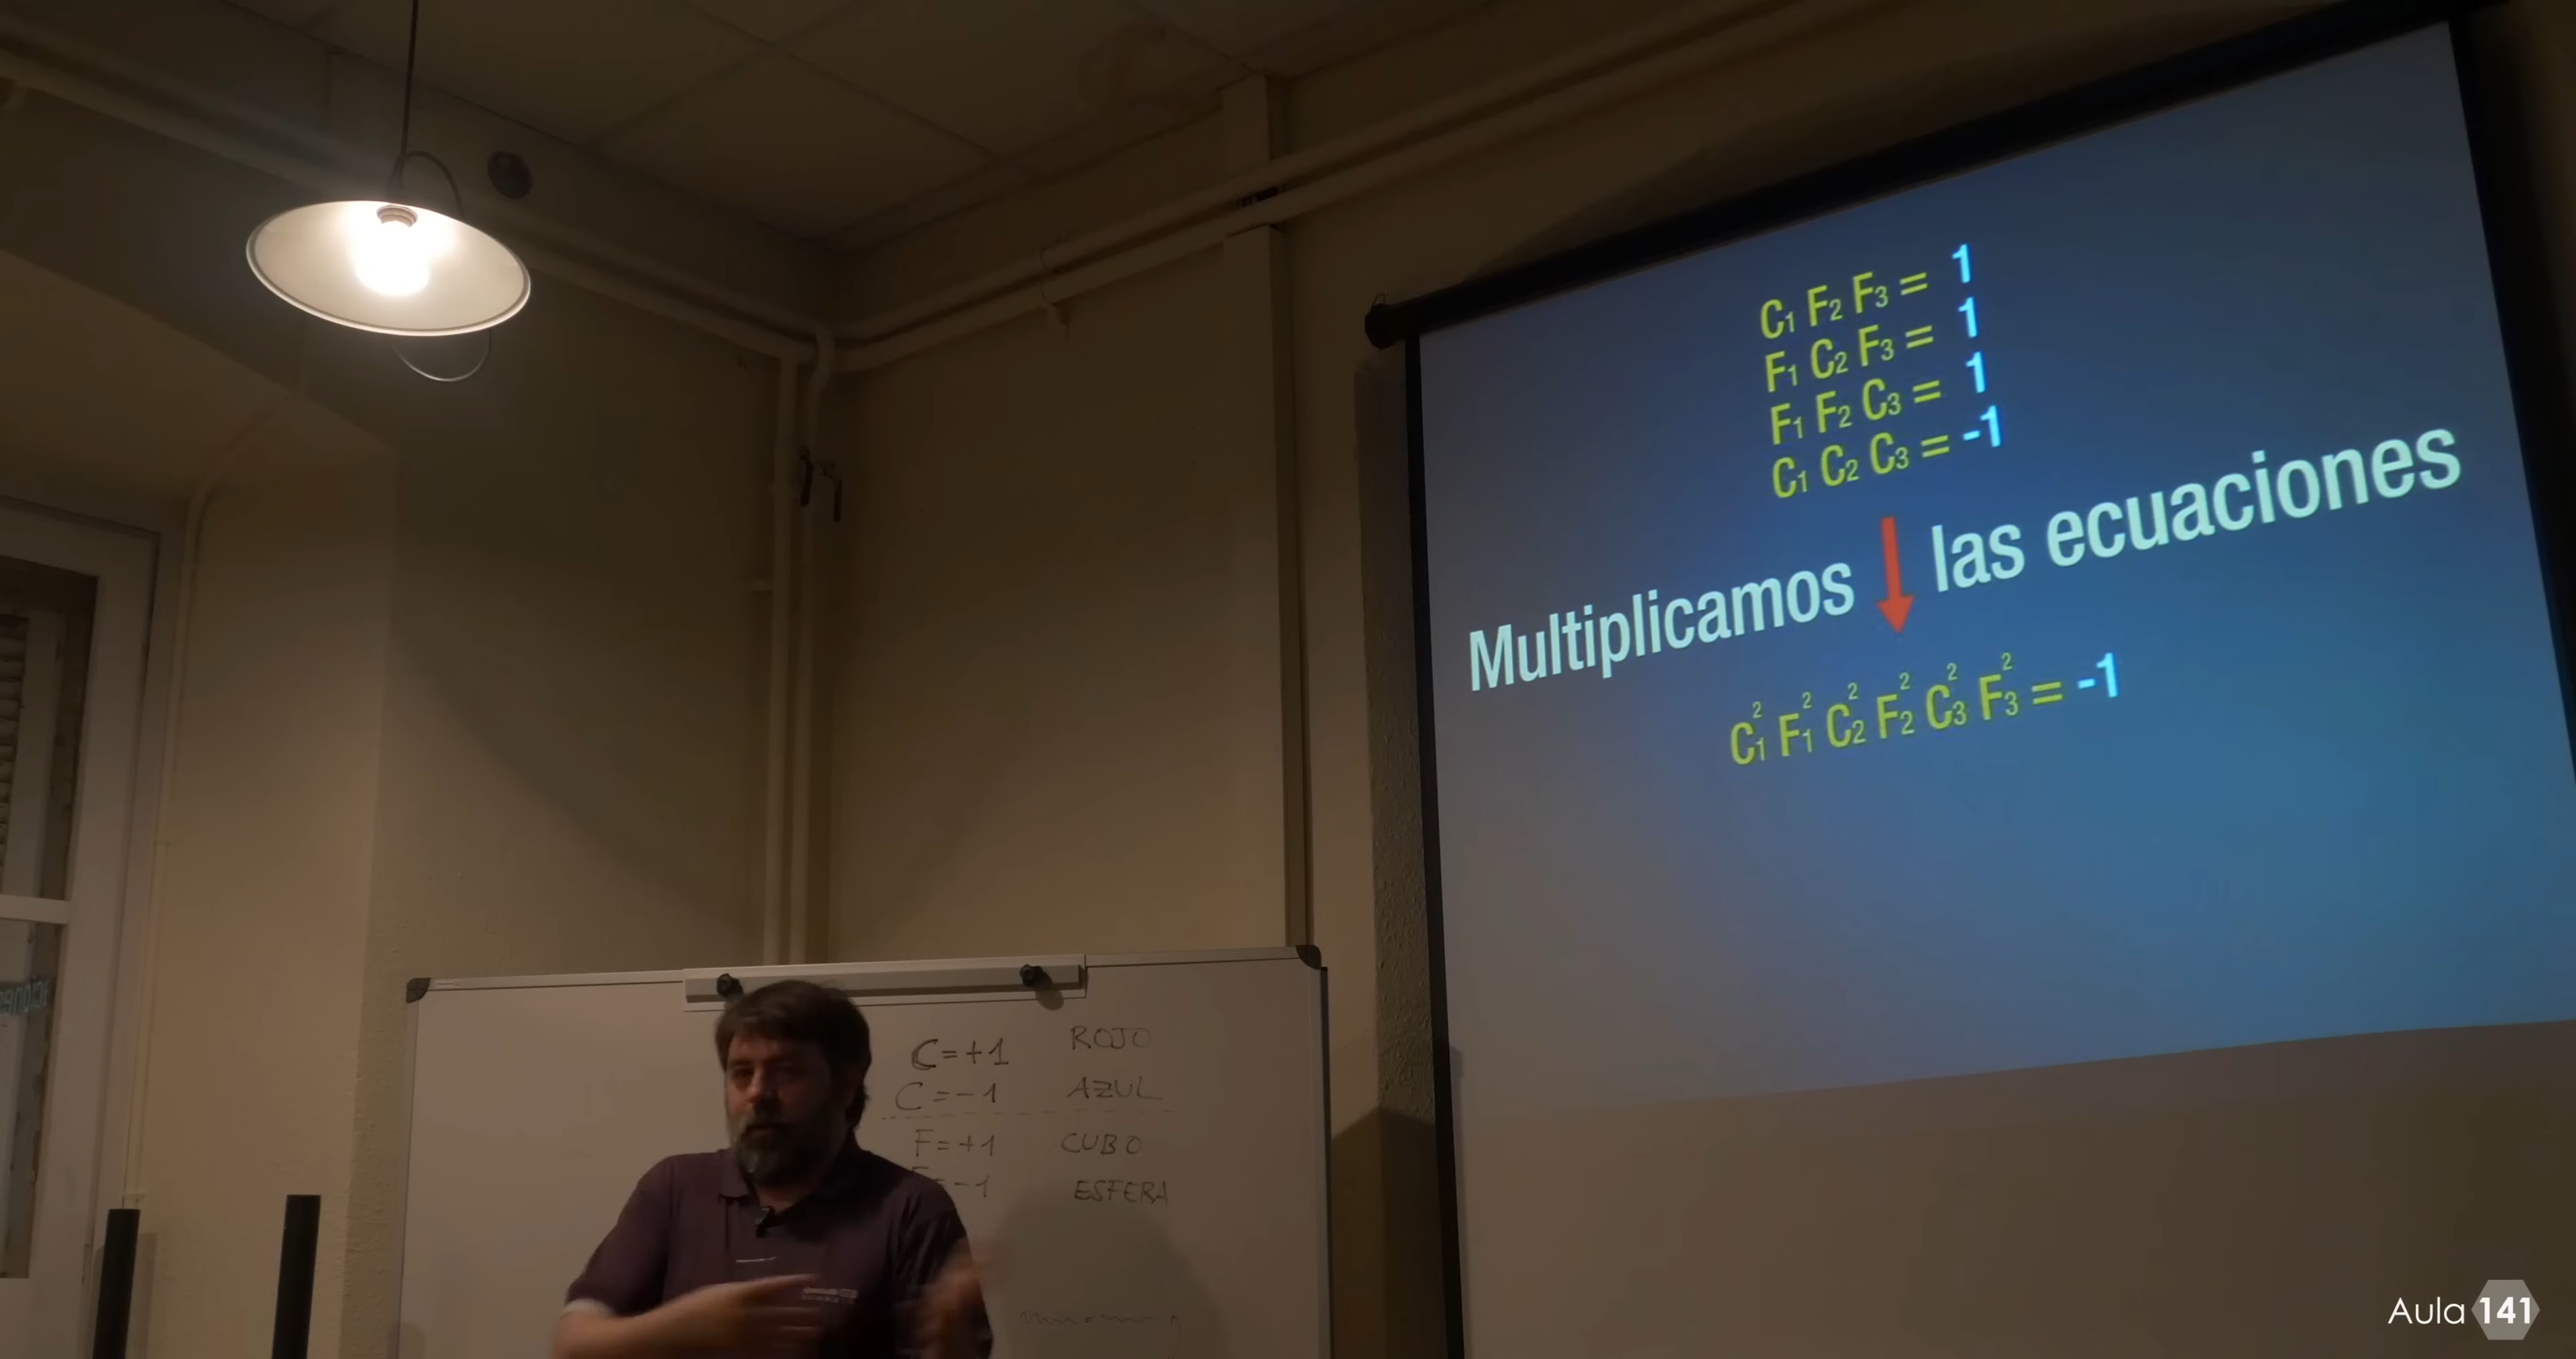 C₁ F₂ F₃ = 1
F₁ C₂ F₃ = 1
F₁ F₂ C₃ = 1
C₁ C₂ C₃ = -1
Multiplicamos las ecuaciones
C₁² F₁² C₂² F₂² C₃² F₃² = -1
C=+1 ROJO
C=-1 AZUL
F=+1 CUBO
=-1 ESFERA
Aula 141